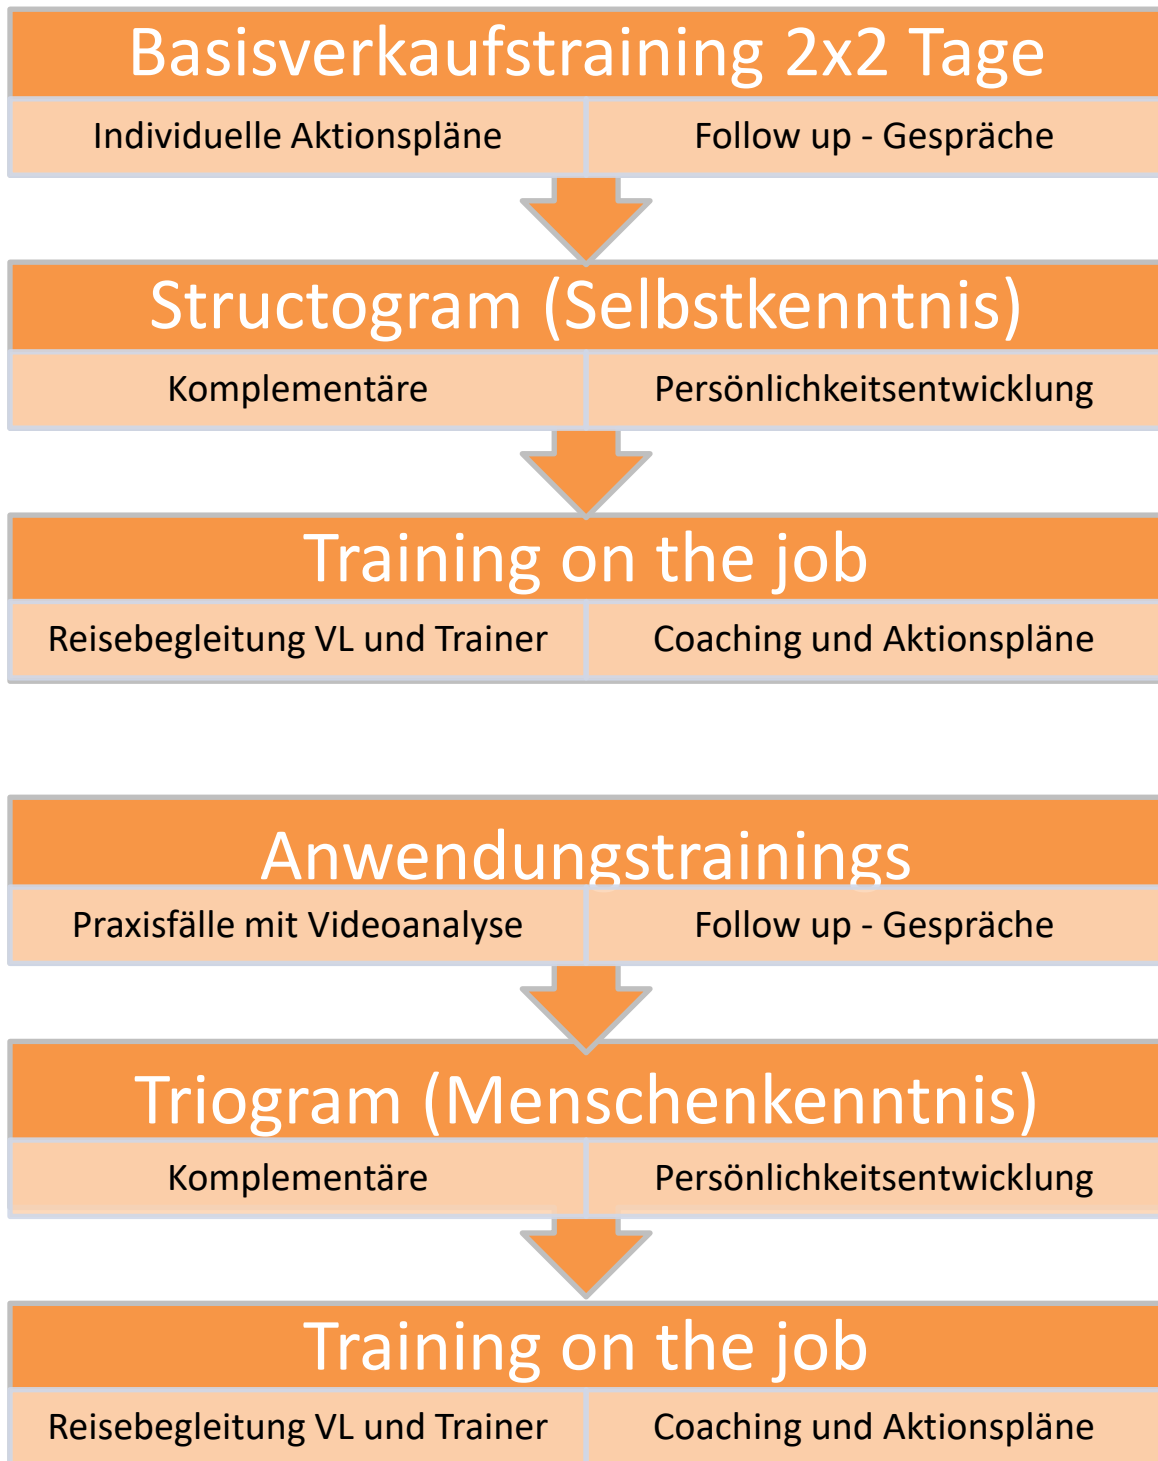 Basisverkaufstraining 2x2 Tage
Individuelle Aktionspläne
Follow up - Gespräche
Structogram (Selbstkenntnis)
Komplementäre
Persönlichkeitsentwicklung
Training on the job
Reisebegleitung VL und Trainer
Coaching und Aktionspläne
Anwendungstrainings
Praxisfälle mit Videoanalyse
Follow up - Gespräche
Triogram (Menschenkenntnis)
Komplementäre
Persönlichkeitsentwicklung
Training on the job
Reisebegleitung VL und Trainer
Coaching und Aktionspläne